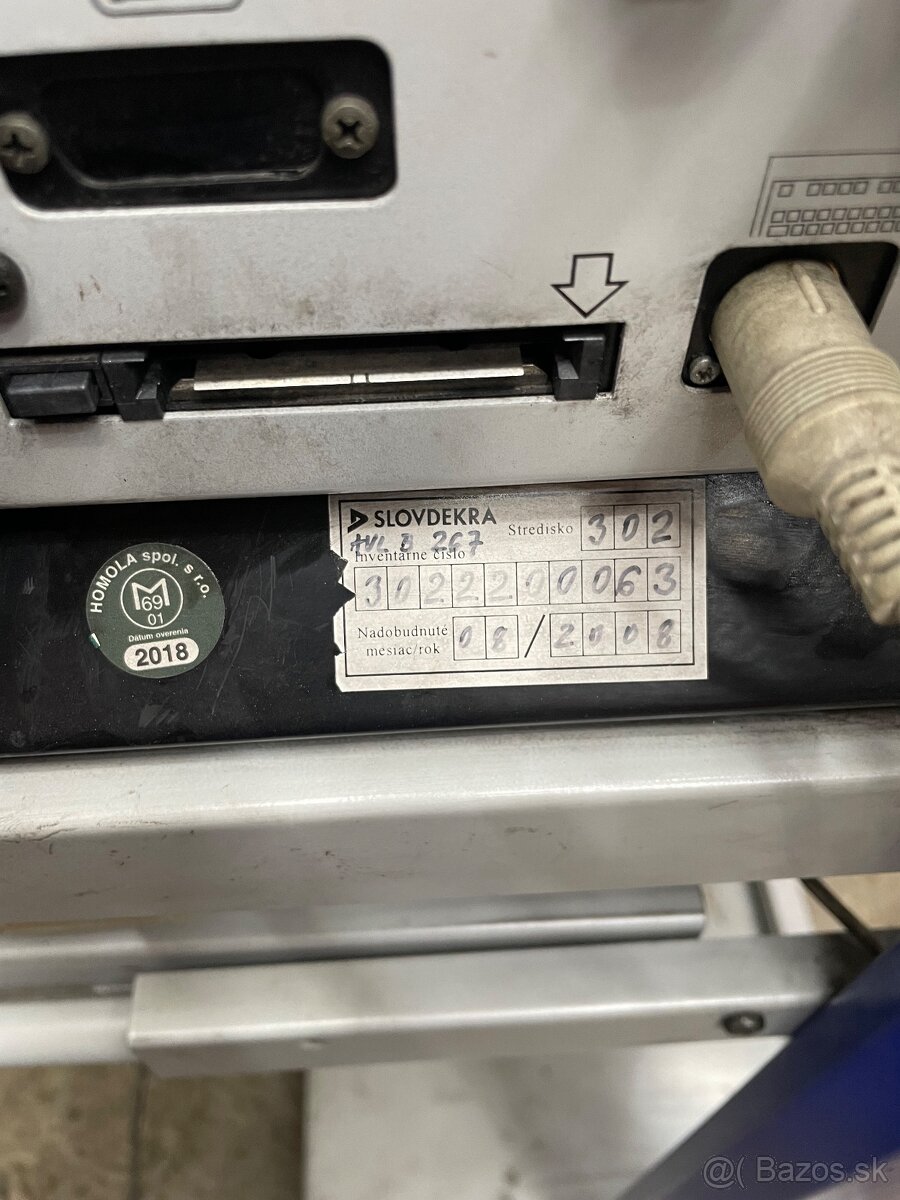 SLOVDEKRA
Stredisko 302
AVL B 267
Inventárne číslo
3022200063
Nadobudnuté
mesiac/rok 08/2008
HOMOLA spol. s r.o.
M
69
01
Dátum overenia
2018
@( Bazos.sk